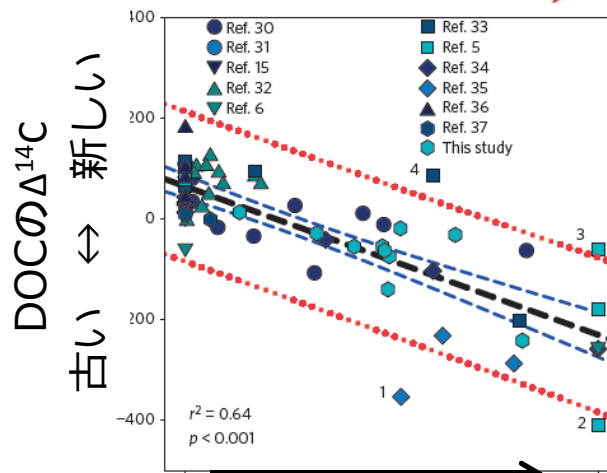 DOCのΔ¹⁴C
古い ↔ 新しい
400
200
0
200
−400
Ref. 30
Ref. 31
Ref. 15
Ref. 32
Ref. 6
Ref. 33
Ref. 5
Ref. 34
Ref. 35
Ref. 36
Ref. 37
This study
4
3
1
2
r² = 0.64
p < 0.001